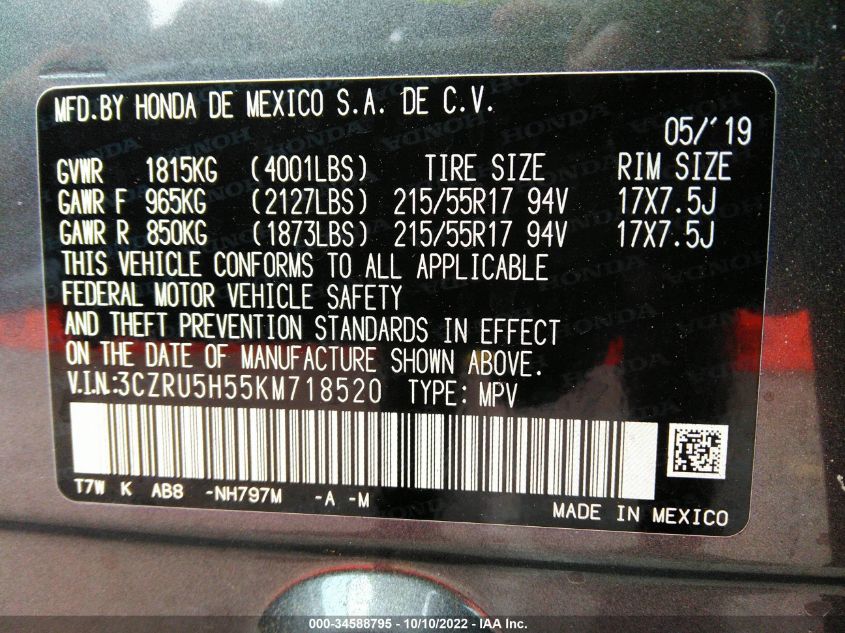 MFD.BY HONDA DE MEXICO S.A. DE C.V.
05/'19
GVWR 1815KG (4001LBS) TIRE SIZE RIM SIZE
GAWR F 965KG (2127LBS) 215/55R17 94V 17X7.5J
GAWR R 850KG (1873LBS) 215/55R17 94V 17X7.5J
THIS VEHICLE CONFORMS TO ALL APPLICABLE
FEDERAL MOTOR VEHICLE SAFETY
AND THEFT PREVENTION STANDARDS IN EFFECT
ON THE DATE OF MANUFACTURE SHOWN ABOVE.
V.I.N.:3CZRU5H55KM718520 TYPE: MPV
T7W K AB8 -NH797M -A -M
MADE IN MEXICO
000-34588795 - 10/10/2022 - IAA Inc.